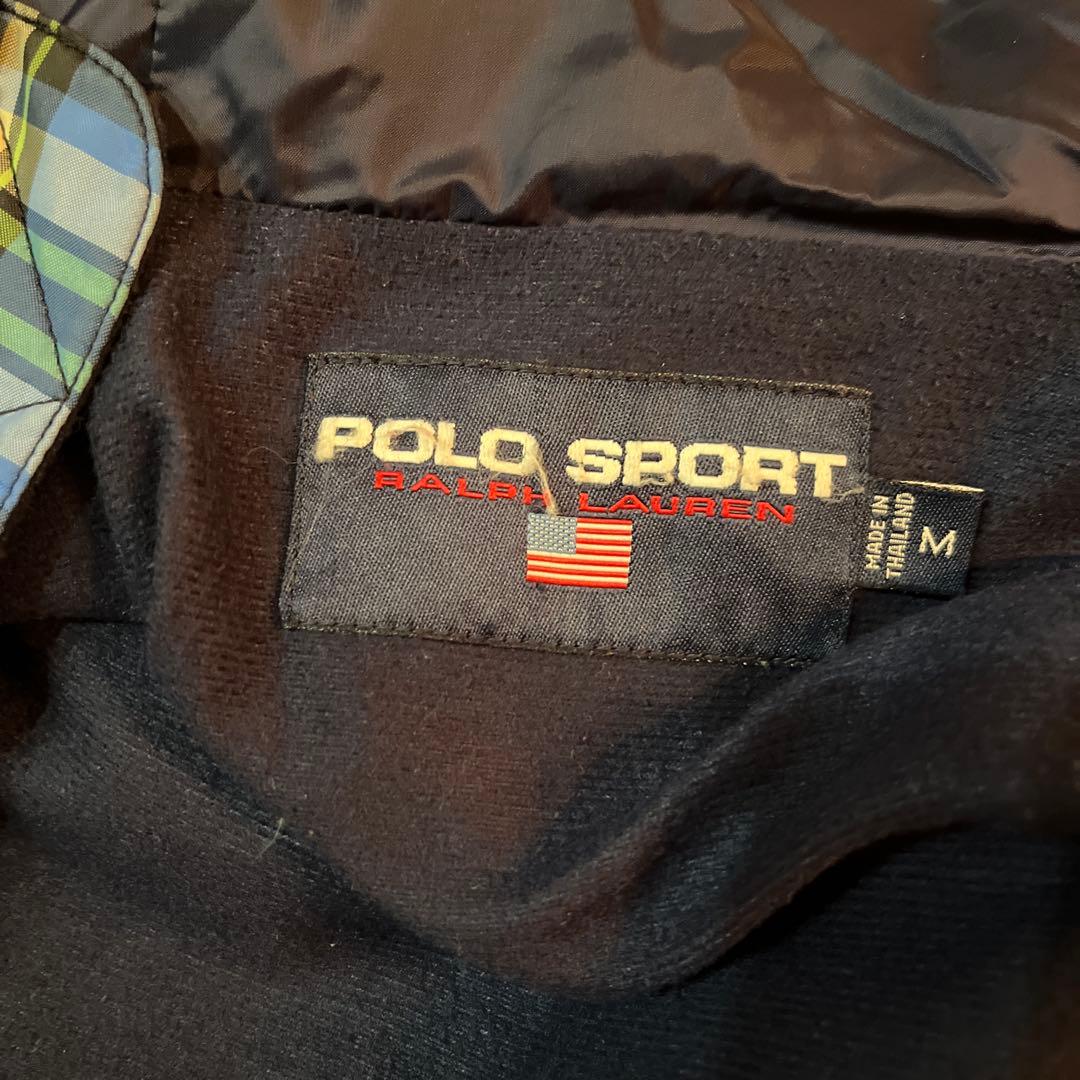 POLO SPORT
RALPH LAUREN
MADE IN
THAILAND
M